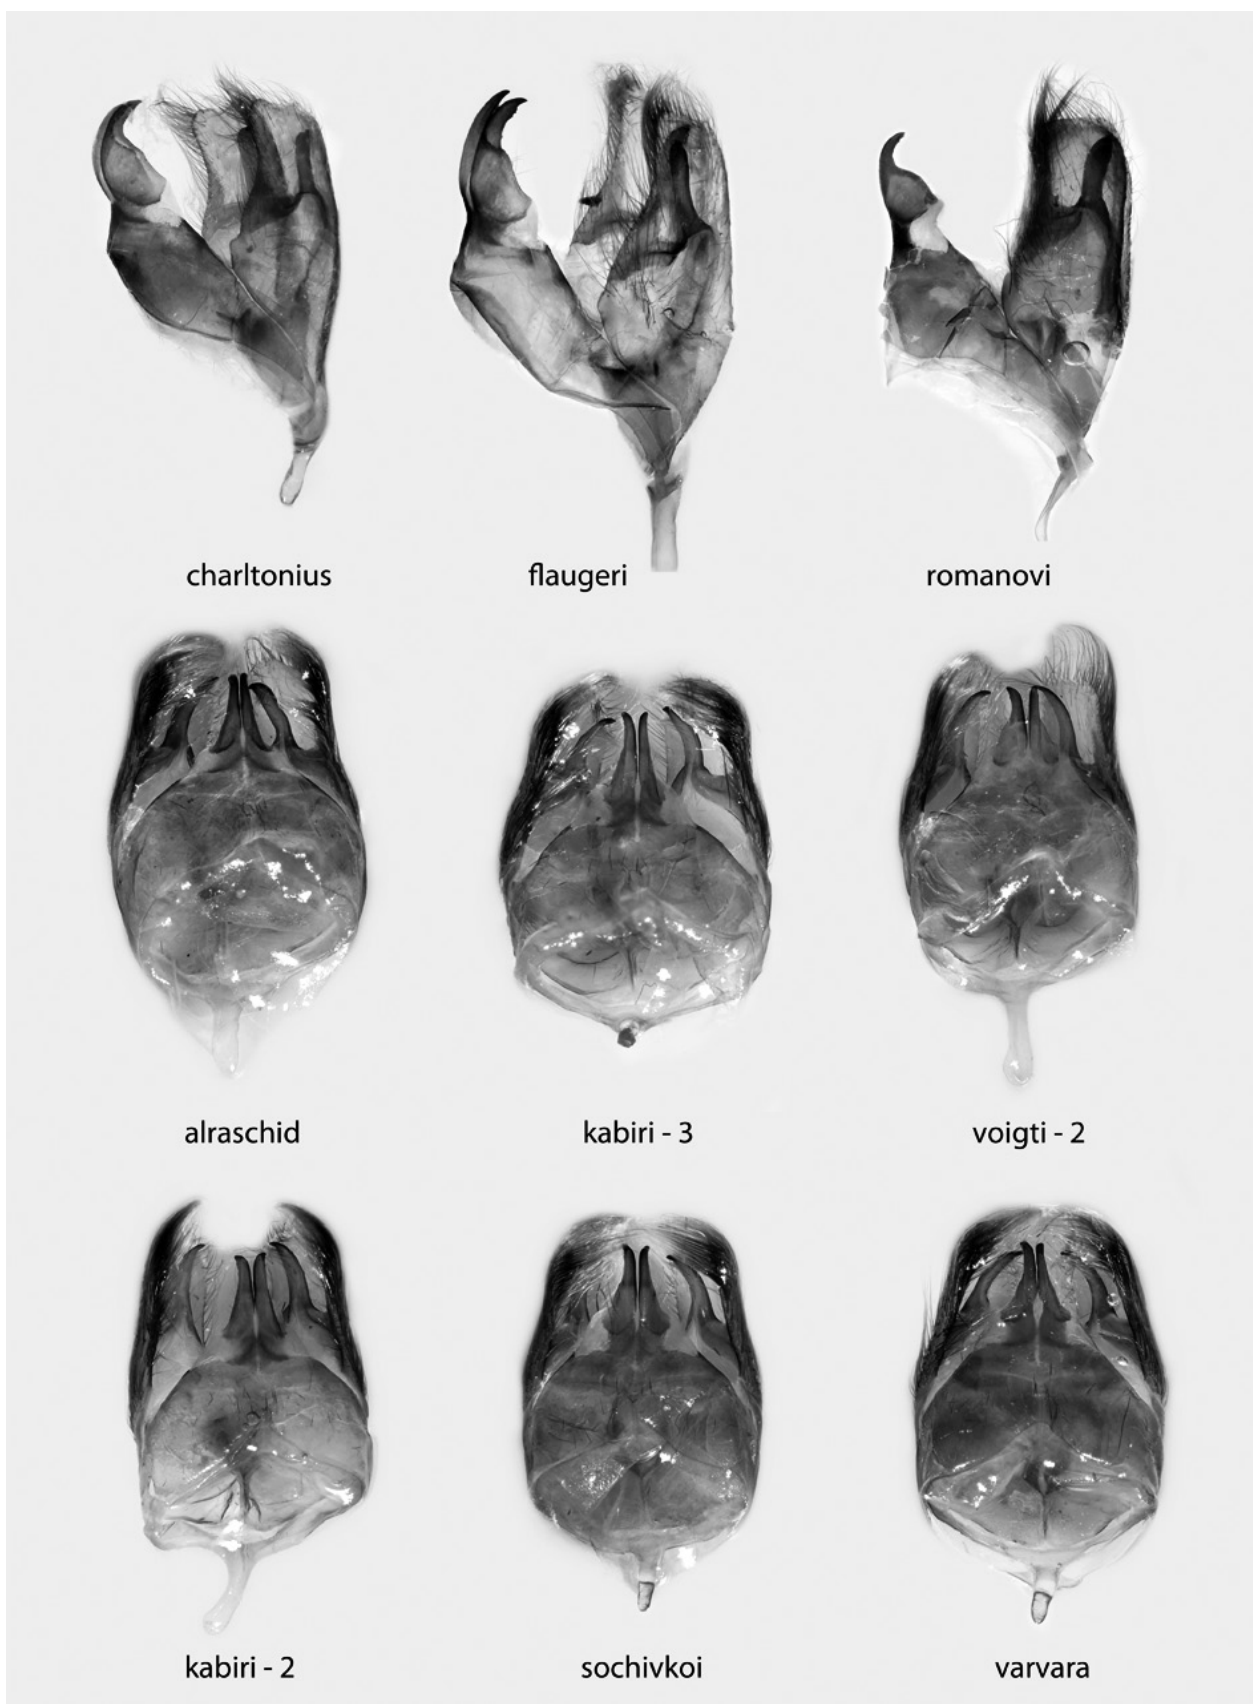 charltonius flaugeri romanovi
alraschid kabiri - 3 voigti - 2
kabiri - 2 sochivkoi varvara